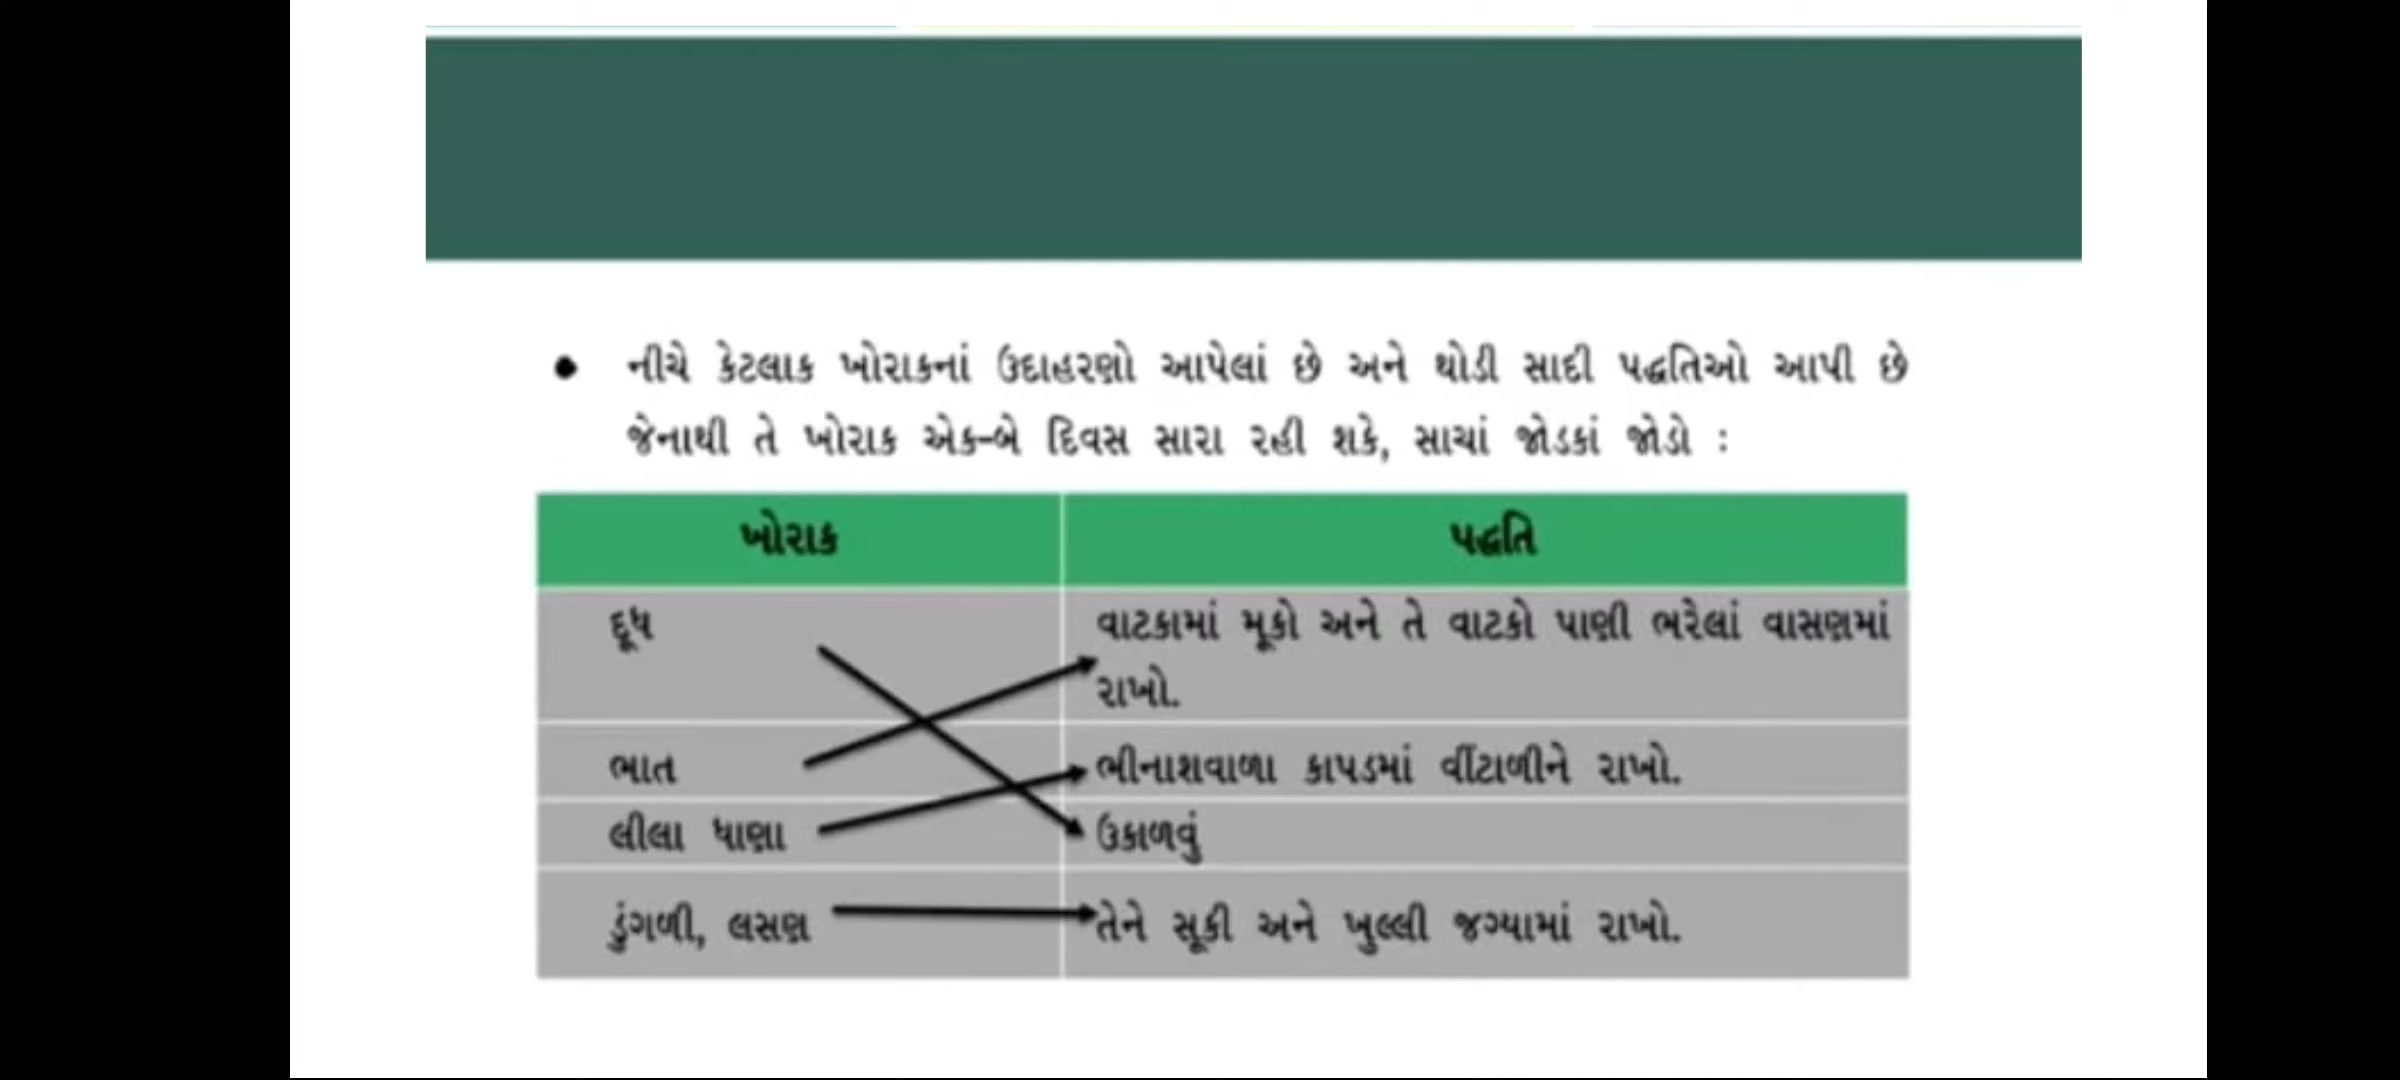 ● નીચે કેટલાક ખોરાકનાં ઉદાહરણો આપેલાં છે અને થોડી સાદી પદ્ધતિઓ આપી છે
જેનાથી તે ખોરાક એક-બે દિવસ સારા રહી શકે, સાચાં જોડકાં જોડો :
ખોરાક પદ્ધતિ
દૂધ વાટકામાં મૂકો અને તે વાટકો પાણી ભરેલાં વાસણમાં
રાખો.
ભાત ભીનાશવાળા કાપડમાં વીંટાળીને રાખો.
લીલા ધાણા ઉકાળવું
ડુંગળી, લસણ તેને સૂકી અને ખુલ્લી જગ્યામાં રાખો.